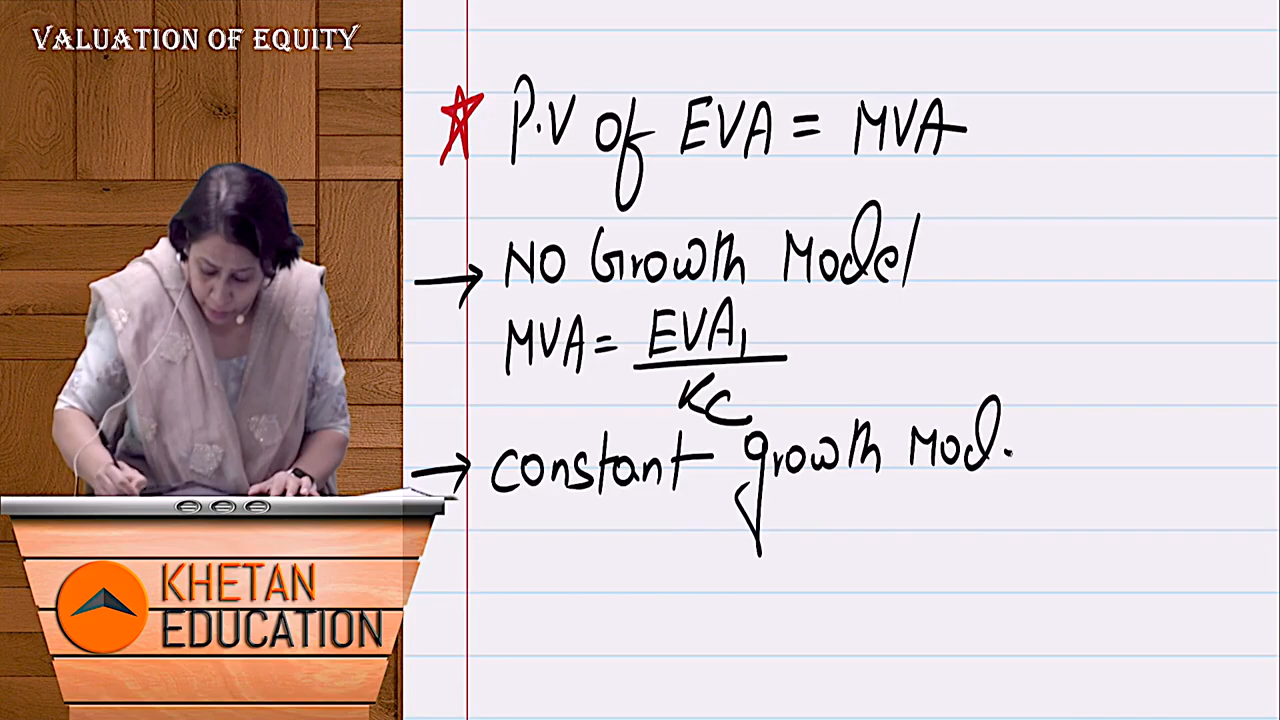 VALUATION OF EQUITY
P.V of EVA = MVA
→ NO Growth Model
MVA = EVA₁
KC
→ constant growth Mod.
KHETAN
EDUCATION